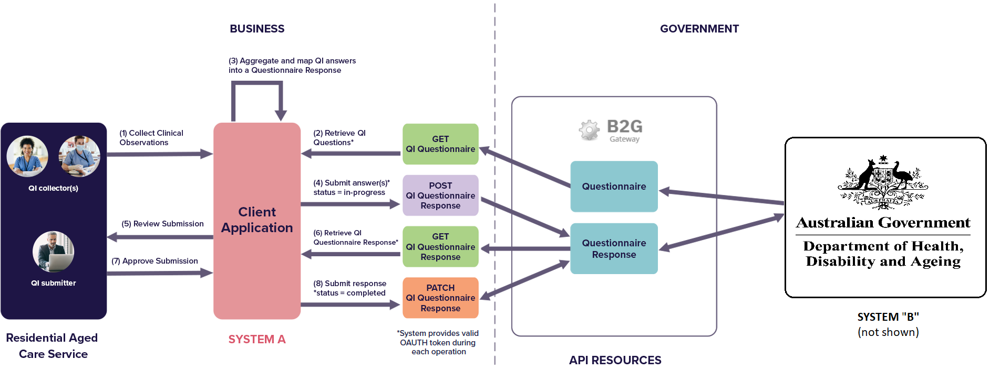 BUSINESS
GOVERNMENT
(3) Aggregate and map QI answers
into a Questionnaire Response
QI collector(s)
QI submitter
Residential Aged
Care Service
(1) Collect Clinical
Observations
(5) Review Submission
(7) Approve Submission
Client
Application
SYSTEM A
(2) Retrieve QI
Questions*
(4) Submit answer(s)*
status = in-progress
(6) Retrieve QI
Questionnaire Response*
(8) Submit response
*status = completed
GET
QI Questionnaire
POST
QI Questionnaire
Response
GET
QI Questionnaire
Response
PATCH
QI Questionnaire
Response
*System provides valid
OAUTH token during
each operation
B2G
Gateway
Questionnaire
Questionnaire
Response
API RESOURCES
AUSTRALIA
Australian Government
Department of Health,
Disability and Ageing
SYSTEM "B"
(not shown)